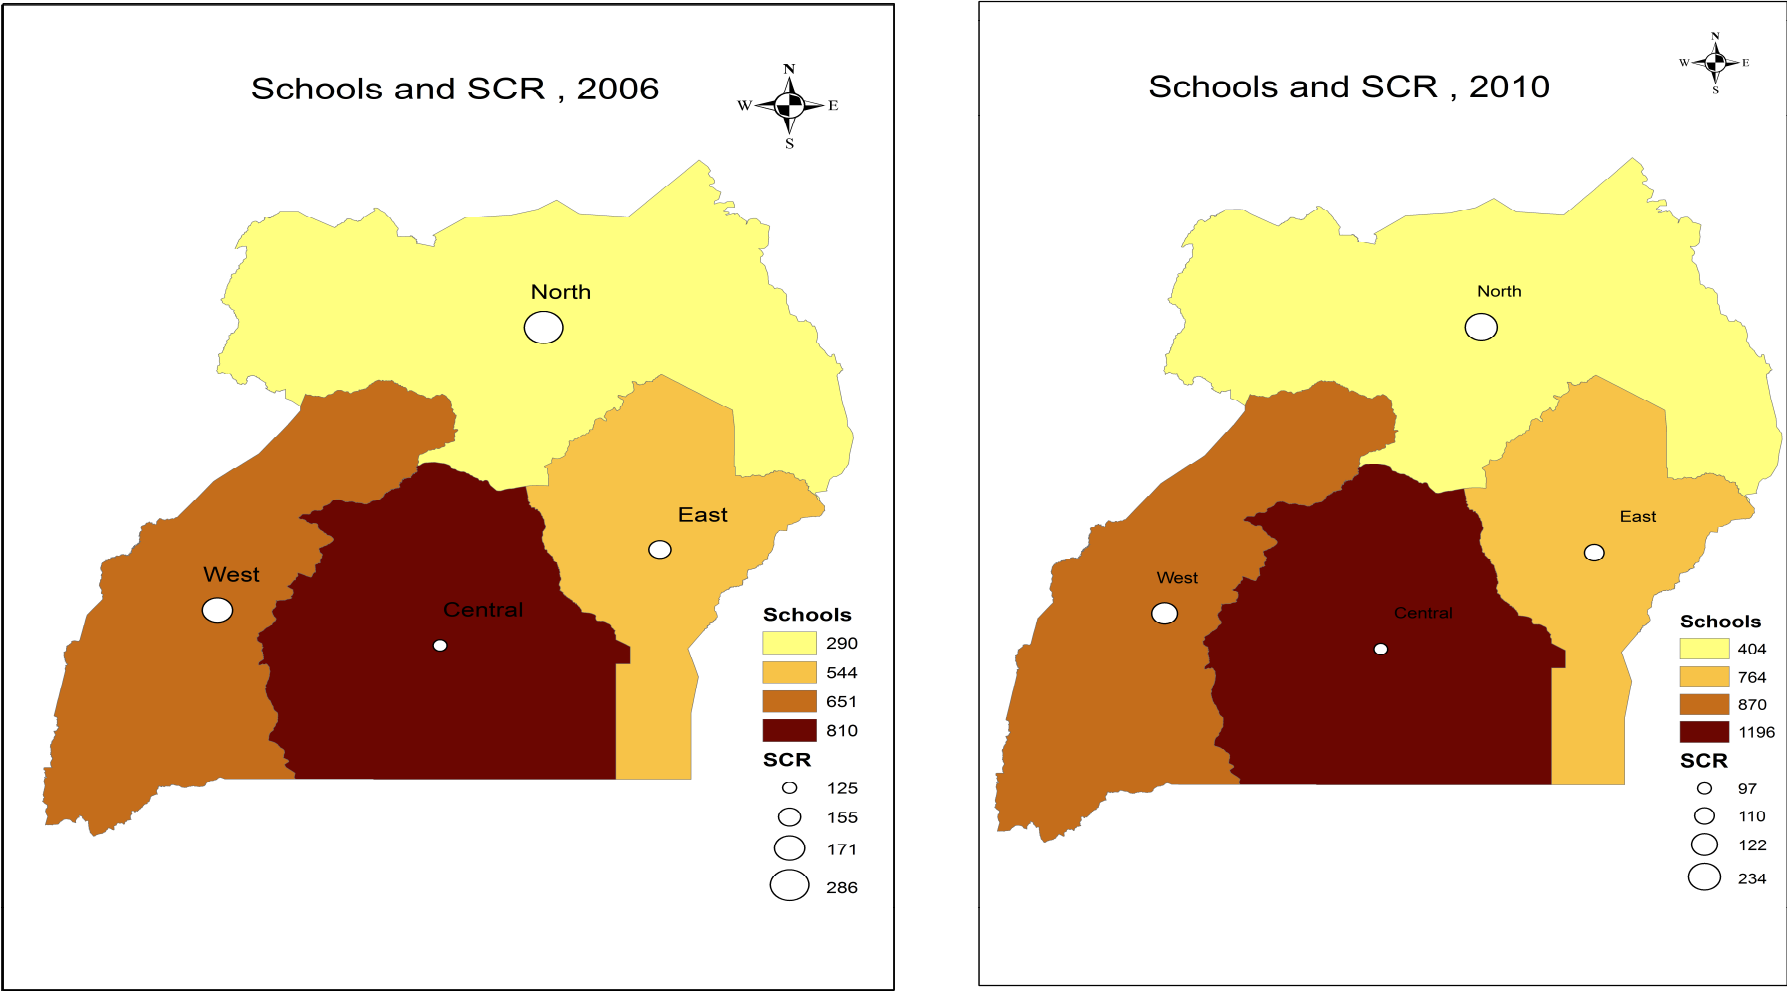 Schools and SCR , 2006
N
W E
S
North
East
West
Central
Schools
290
544
651
810
SCR
125
155
171
286
Schools and SCR , 2010
N
W E
S
North
East
West
Central
Schools
404
764
870
1196
SCR
97
110
122
234